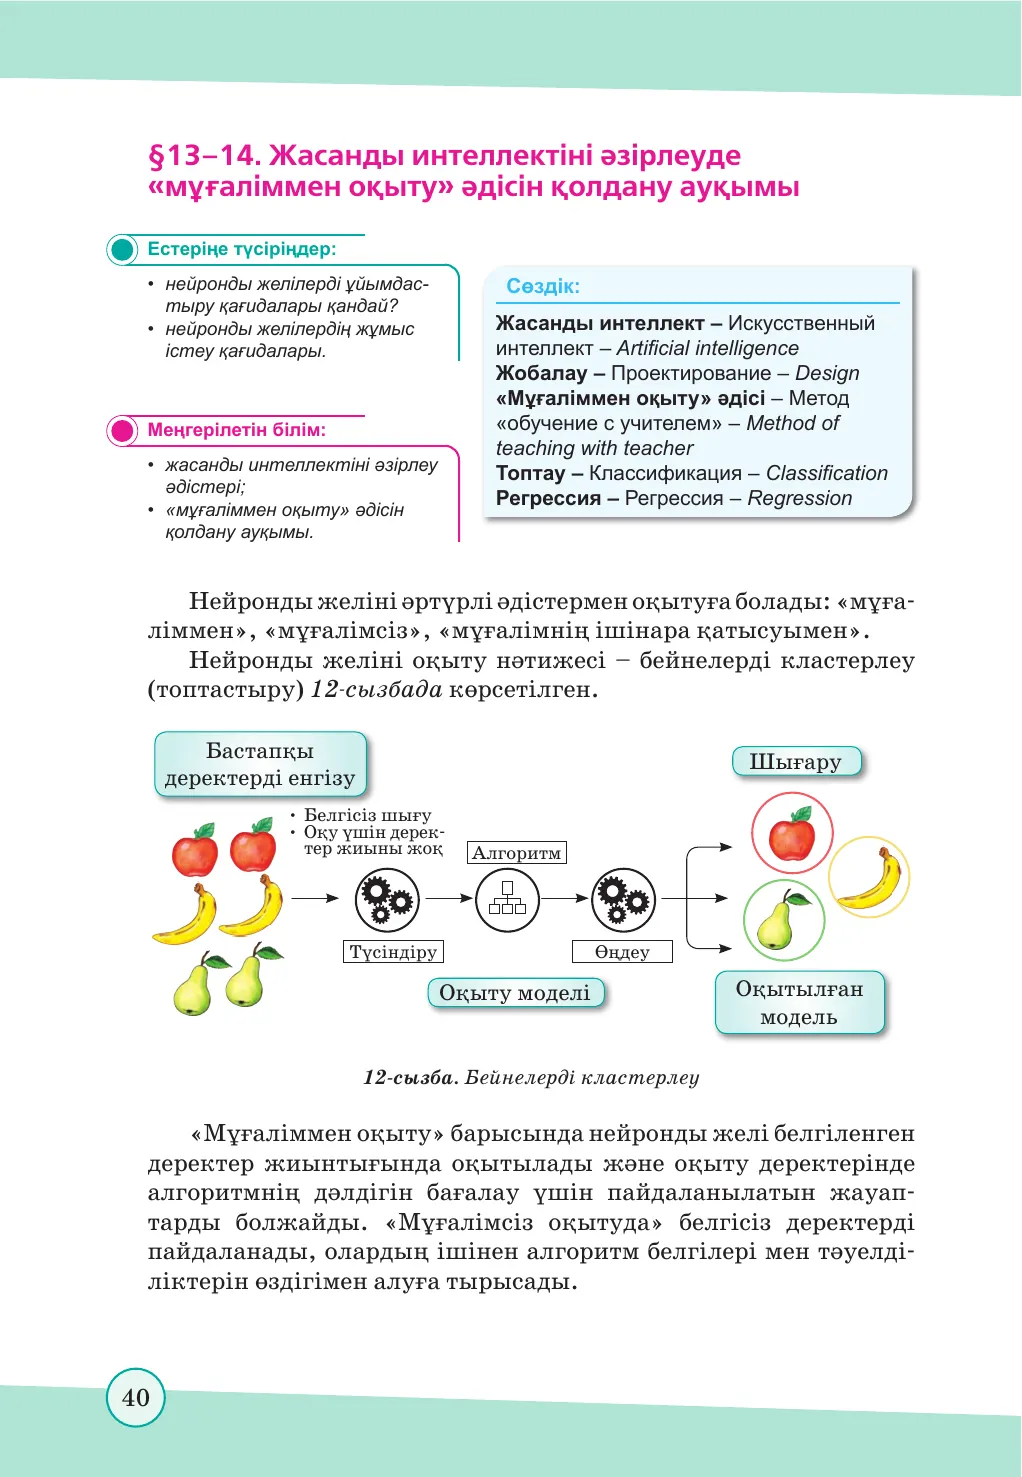 §13–14. Жасанды интеллектіні әзірлеуде
«мұғаліммен оқыту» әдісін қолдану ауқымы
Естеріңе түсіріңдер:
• нейронды желілерді ұйымдас-
тыру қағидалары қандай?
• нейронды желілердің жұмыс
істеу қағидалары.
Меңгерілетін білім:
• жасанды интеллектіні әзірлеу
әдістері;
• «мұғаліммен оқыту» әдісін
қолдану ауқымы.
Сөздік:
Жасанды интеллект – Искусственный
интеллект – Artificial intelligence
Жобалау – Проектирование – Design
«Мұғаліммен оқыту» әдісі – Метод
«обучение с учителем» – Method of
teaching with teacher
Топтау – Классификация – Classification
Регрессия – Регрессия – Regression
Нейронды желіні әртүрлі әдістермен оқытуға болады: «мұға-
ліммен», «мұғалімсіз», «мұғалімнің ішінара қатысуымен».
Нейронды желіні оқыту нәтижесі – бейнелерді кластерлеу
(топтастыру) 12-сызбада көрсетілген.
Бастапқы
деректерді енгізу
• Белгісіз шығу
• Оқу үшін дерек-
тер жиыны жоқ
Түсіндіру
Алгоритм
Өңдеу
Оқыту моделі
Шығару
Оқытылған
модель
12-сызба. Бейнелерді кластерлеу
«Мұғаліммен оқыту» барысында нейронды желі белгіленген
деректер жиынтығында оқытылады және оқыту деректерінде
алгоритмнің дәлдігін бағалау үшін пайдаланылатын жауап-
тарды болжайды. «Мұғалімсіз оқытуда» белгісіз деректерді
пайдаланады, олардың ішінен алгоритм белгілері мен тәуелді-
ліктерін өздігімен алуға тырысады.
40